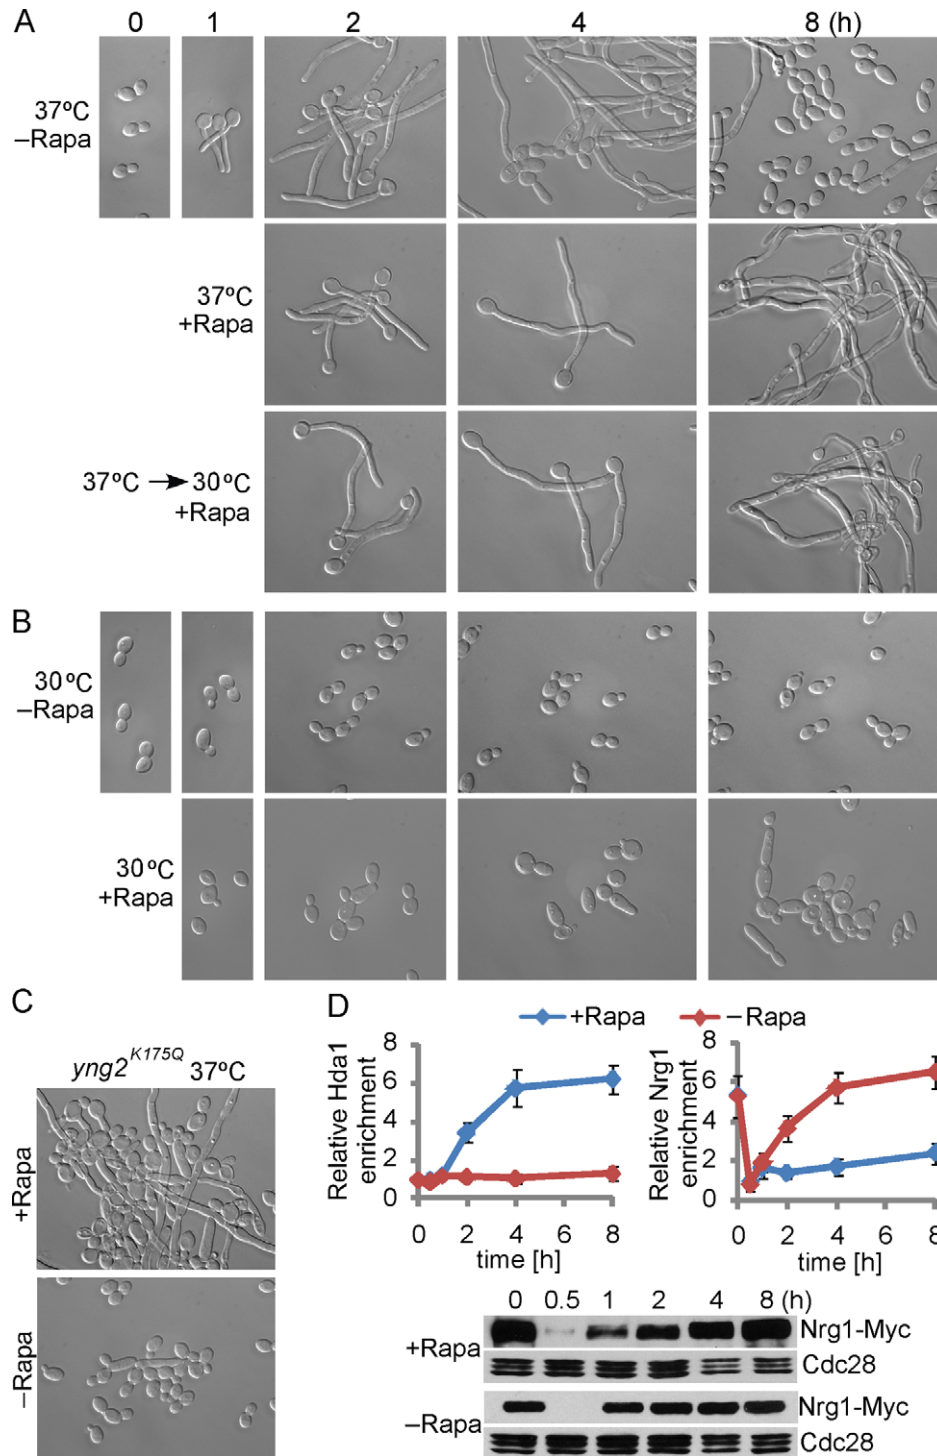 A
0 1 2 4 8 (h)
37ºC
–Rapa
37ºC
+Rapa
37ºC → 30ºC
+Rapa
B
30ºC
–Rapa
30ºC
+Rapa
C
yng2K175Q 37ºC
+Rapa
–Rapa
D
+Rapa –Rapa
Relative Hda1
enrichment
8
6
4
2
0
0 2 4 6 8
time [h]
Relative Nrg1
enrichment
8
6
4
2
0
0 2 4 6 8
time [h]
0 0.5 1 2 4 8 (h)
+Rapa
Nrg1-Myc
Cdc28
–Rapa
Nrg1-Myc
Cdc28